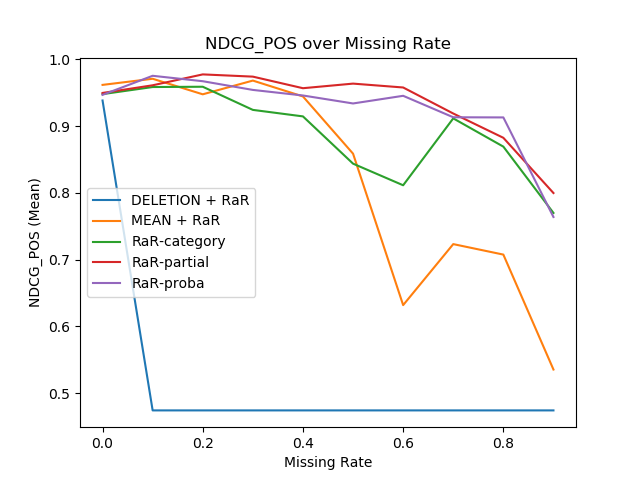 NDCG_POS over Missing Rate
NDCG_POS (Mean)
1.0
0.9
0.8
0.7
0.6
0.5
DELETION + RaR
MEAN + RaR
RaR-category
RaR-partial
RaR-proba
0.0 0.2 0.4 0.6 0.8
Missing Rate